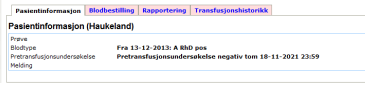 Pasientinformasjon Blodbestilling Rapportering Transfusjonshistorikk
Pasientinformasjon (Haukeland)
Prøve
Blodtype Fra 13-12-2013: A RhD pos
Pretransfusjonsundersøkelse Pretransfusjonsundersøkelse negativ tom 18-11-2021 23:59
Melding